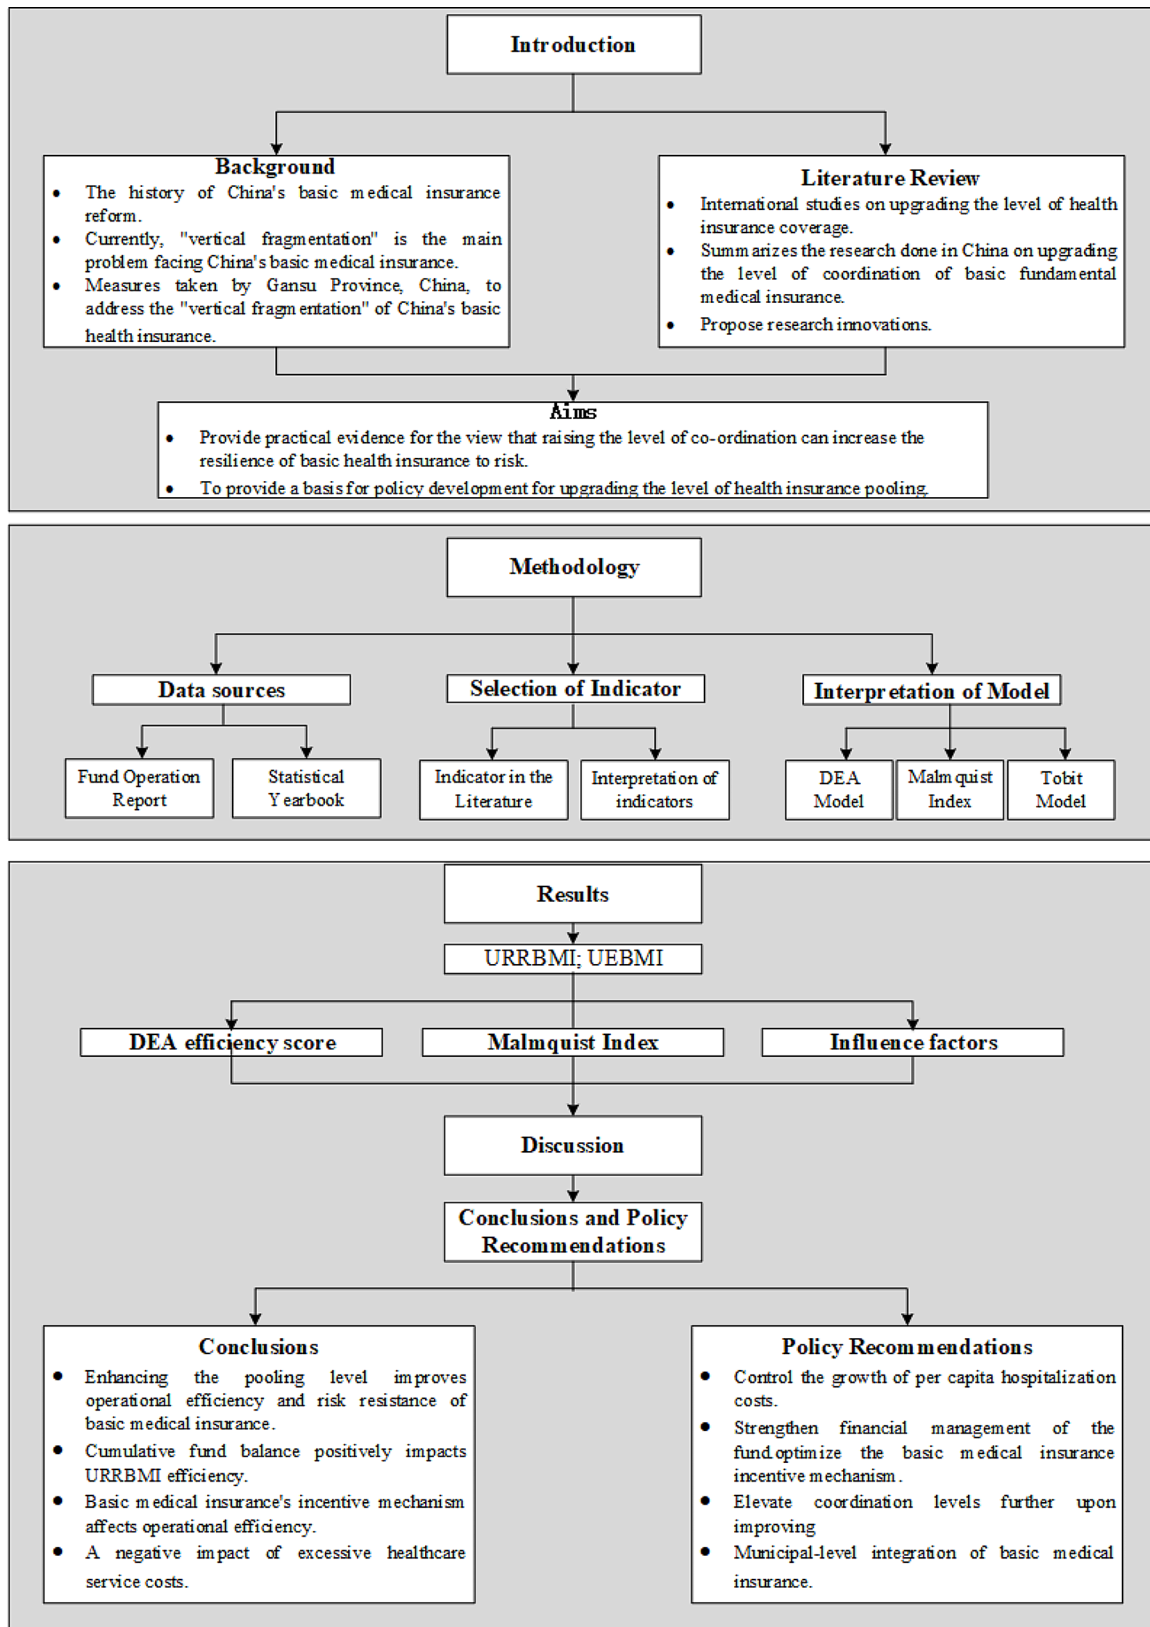 Introduction
Background
• The history of China's basic medical insurance
reform.
• Currently, "vertical fragmentation" is the main
problem facing China's basic medical insurance.
• Measures taken by Gansu Province, China, to
address the "vertical fragmentation" of China's basic
health insurance.
Literature Review
• International studies on upgrading the level of health
insurance coverage.
• Summarizes the research done in China on upgrading
the level of coordination of basic fundamental
medical insurance.
• Propose research innovations.
Aims
• Provide practical evidence for the view that raising the level of co-ordination can increase the
resilience of basic health insurance to risk.
• To provide a basis for policy development for upgrading the level of health insurance pooling.
Methodology
Data sources
Selection of Indicator
Interpretation of Model
Fund Operation
Report
Statistical
Yearbook
Indicator in the
Literature
Interpretation of
indicators
DEA
Model
Malmquist
Index
Tobit
Model
Results
URRBMI; UEBMI
DEA efficiency score
Malmquist Index
Influence factors
Discussion
Conclusions and Policy
Recommendations
Conclusions
• Enhancing the pooling level improves
operational efficiency and risk resistance of
basic medical insurance.
• Cumulative fund balance positively impacts
URRBMI efficiency.
• Basic medical insurance's incentive mechanism
affects operational efficiency.
• A negative impact of excessive healthcare
service costs.
Policy Recommendations
• Control the growth of per capita hospitalization
costs.
• Strengthen financial management of the
fund.optimize the basic medical insurance
incentive mechanism.
• Elevate coordination levels further upon
improving
• Municipal-level integration of basic medical
insurance.